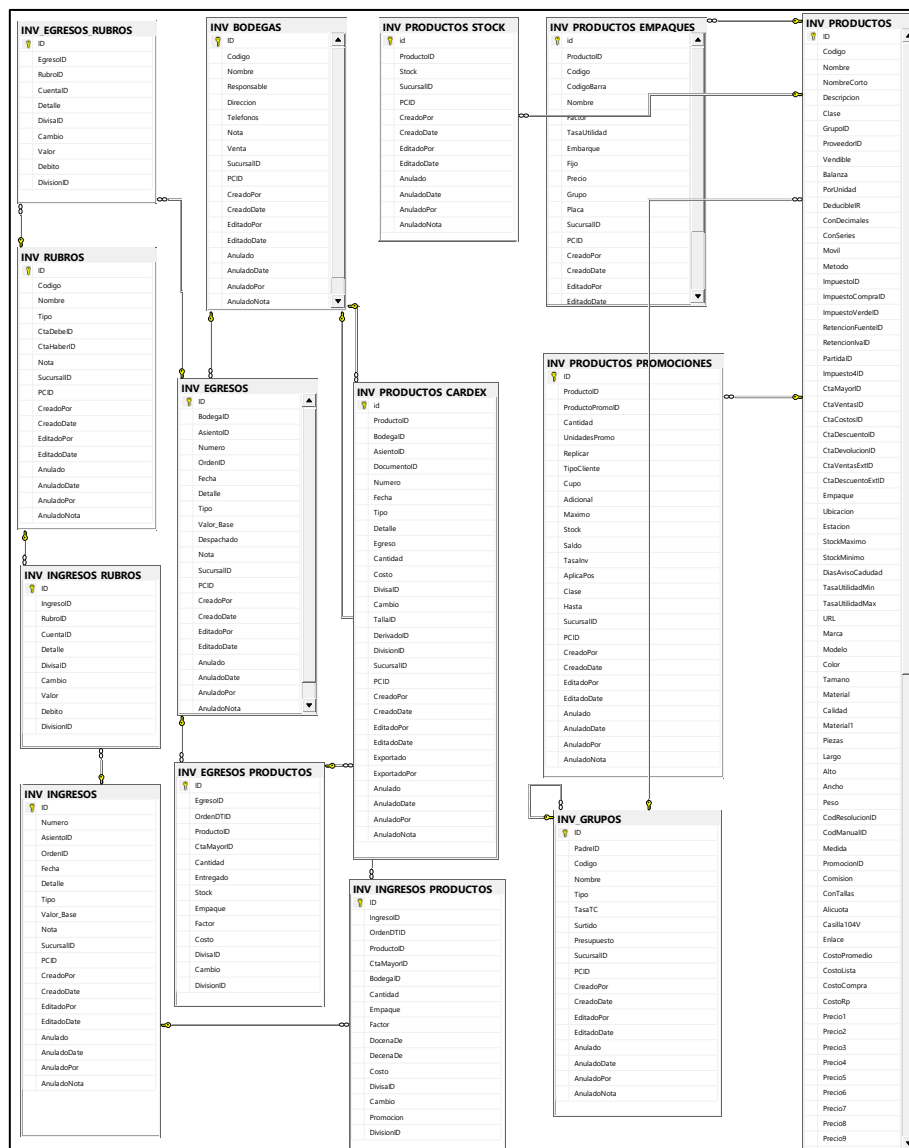 INV_EGRESOS_RUBROS
ID
EgresoID
RubroID
CuentaID
Detalle
DivisaID
Cambio
Valor
Debito
DivisionID
INV_RUBROS
ID
Codigo
Nombre
Tipo
CtaDebeID
CtaHaberID
Nota
SucursalID
PCID
CreadoPor
CreadoDate
EditadoPor
EditadoDate
Anulado
AnuladoDate
AnuladoPor
AnuladoNota
INV_INGRESOS_RUBROS
ID
IngresoID
RubroID
CuentaID
Detalle
DivisaID
Cambio
Valor
Debito
DivisionID
INV_INGRESOS
ID
Numero
AsientoID
OrdenID
Fecha
Detalle
Tipo
Valor_Base
Nota
SucursalID
PCID
CreadoPor
CreadoDate
EditadoPor
EditadoDate
Anulado
AnuladoDate
AnuladoPor
AnuladoNota
INV_BODEGAS
ID
Codigo
Nombre
Responsable
Direccion
Telefonos
Nota
Venta
SucursalID
PCID
CreadoPor
CreadoDate
EditadoPor
EditadoDate
Anulado
AnuladoDate
AnuladoPor
AnuladoNota
INV_EGRESOS
ID
BodegaID
AsientoID
Numero
OrdenID
Fecha
Detalle
Tipo
Valor_Base
Despachado
Nota
SucursalID
PCID
CreadoPor
CreadoDate
EditadoPor
EditadoDate
Anulado
AnuladoDate
AnuladoPor
AnuladoNota
INV_EGRESOS_PRODUCTOS
ID
EgresoID
OrdenDTID
ProductoID
CtaMayorID
Cantidad
Entregado
Stock
Empaque
Factor
Costo
DivisaID
Cambio
DivisionID
INV_PRODUCTOS_STOCK
id
ProductoID
Stock
SucursalID
PCID
CreadoPor
CreadoDate
EditadoPor
EditadoDate
Anulado
AnuladoDate
AnuladoPor
AnuladoNota
INV_PRODUCTOS_CARDEX
id
ProductoID
BodegaID
AsientoID
DocumentoID
Numero
Fecha
Tipo
Detalle
Egreso
Cantidad
Costo
DivisaID
Cambio
TallaID
DerivadoID
DivisionID
SucursalID
PCID
CreadoPor
CreadoDate
EditadoPor
EditadoDate
Exportado
ExportadoPor
Anulado
AnuladoDate
AnuladoPor
AnuladoNota
INV_INGRESOS_PRODUCTOS
ID
IngresoID
OrdenDTID
ProductoID
CtaMayorID
BodegaID
Cantidad
Empaque
Factor
DocenaDe
DecenaDe
Costo
DivisaID
Cambio
Promocion
DivisionID
INV_PRODUCTOS_EMPAQUES
id
ProductoID
Codigo
CodigoBarra
Nombre
Factor
TasaUtilidad
Embarque
Fijo
Precio
Grupo
Placa
SucursalID
PCID
CreadoPor
CreadoDate
EditadoPor
EditadoDate
INV_PRODUCTOS_PROMOCIONES
ID
ProductoID
ProductoPromoID
Cantidad
UnidadesPromo
Replicar
TipoCliente
Cupo
Adicional
Maximo
Stock
Saldo
TasaInv
AplicaPos
Clase
Hasta
SucursalID
PCID
CreadoPor
CreadoDate
EditadoPor
EditadoDate
Anulado
AnuladoDate
AnuladoPor
AnuladoNota
INV_GRUPOS
ID
PadreID
Codigo
Nombre
Tipo
TasaTC
Surtido
Presupuesto
SucursalID
PCID
CreadoPor
CreadoDate
EditadoPor
EditadoDate
Anulado
AnuladoDate
AnuladoPor
AnuladoNota
INV_PRODUCTOS
ID
Codigo
Nombre
NombreCorto
Descripcion
Clase
GrupoID
ProveedorID
Vendible
Balanza
PorUnidad
DeducibleIR
ConDecimales
ConSeries
Movil
Metodo
ImpuestoID
ImpuestoCompraID
ImpuestoVerdeID
RetencionFuenteID
RetencionIvaID
PartidaID
Impuesto4ID
CtaMayorID
CtaVentasID
CtaCostosID
CtaDescuentoID
CtaDevolucionID
CtaVentasExtID
CtaDescuentoExtID
Empaque
Ubicacion
Estacion
StockMaximo
StockMinimo
DiasAvisoCadudad
TasaUtilidadMin
TasaUtilidadMax
URL
Marca
Modelo
Color
Tamano
Material
Calidad
Material1
Piezas
Largo
Alto
Ancho
Peso
CodResolucionID
CodManualID
Medida
PromocionID
Comision
ConTallas
Alicuota
Casilla104V
Enlace
CostoPromedio
CostoLista
CostoCompra
CostoRp
Precio1
Precio2
Precio3
Precio4
Precio5
Precio6
Precio7
Precio8
Precio9